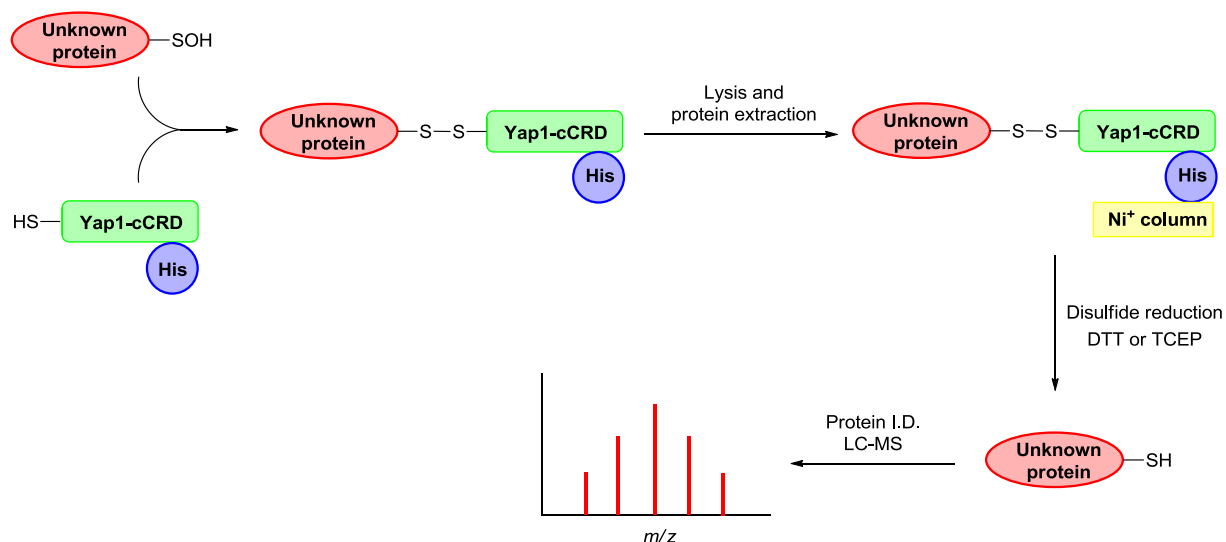 Unknown
protein
SOH
HS
Yap1-cCRD
His
Unknown
protein
S
S
Yap1-cCRD
His
Lysis and
protein extraction
Unknown
protein
S
S
Yap1-cCRD
His
Ni⁺ column
Disulfide reduction
DTT or TCEP
Unknown
protein
SH
Protein I.D.
LC-MS
m/z